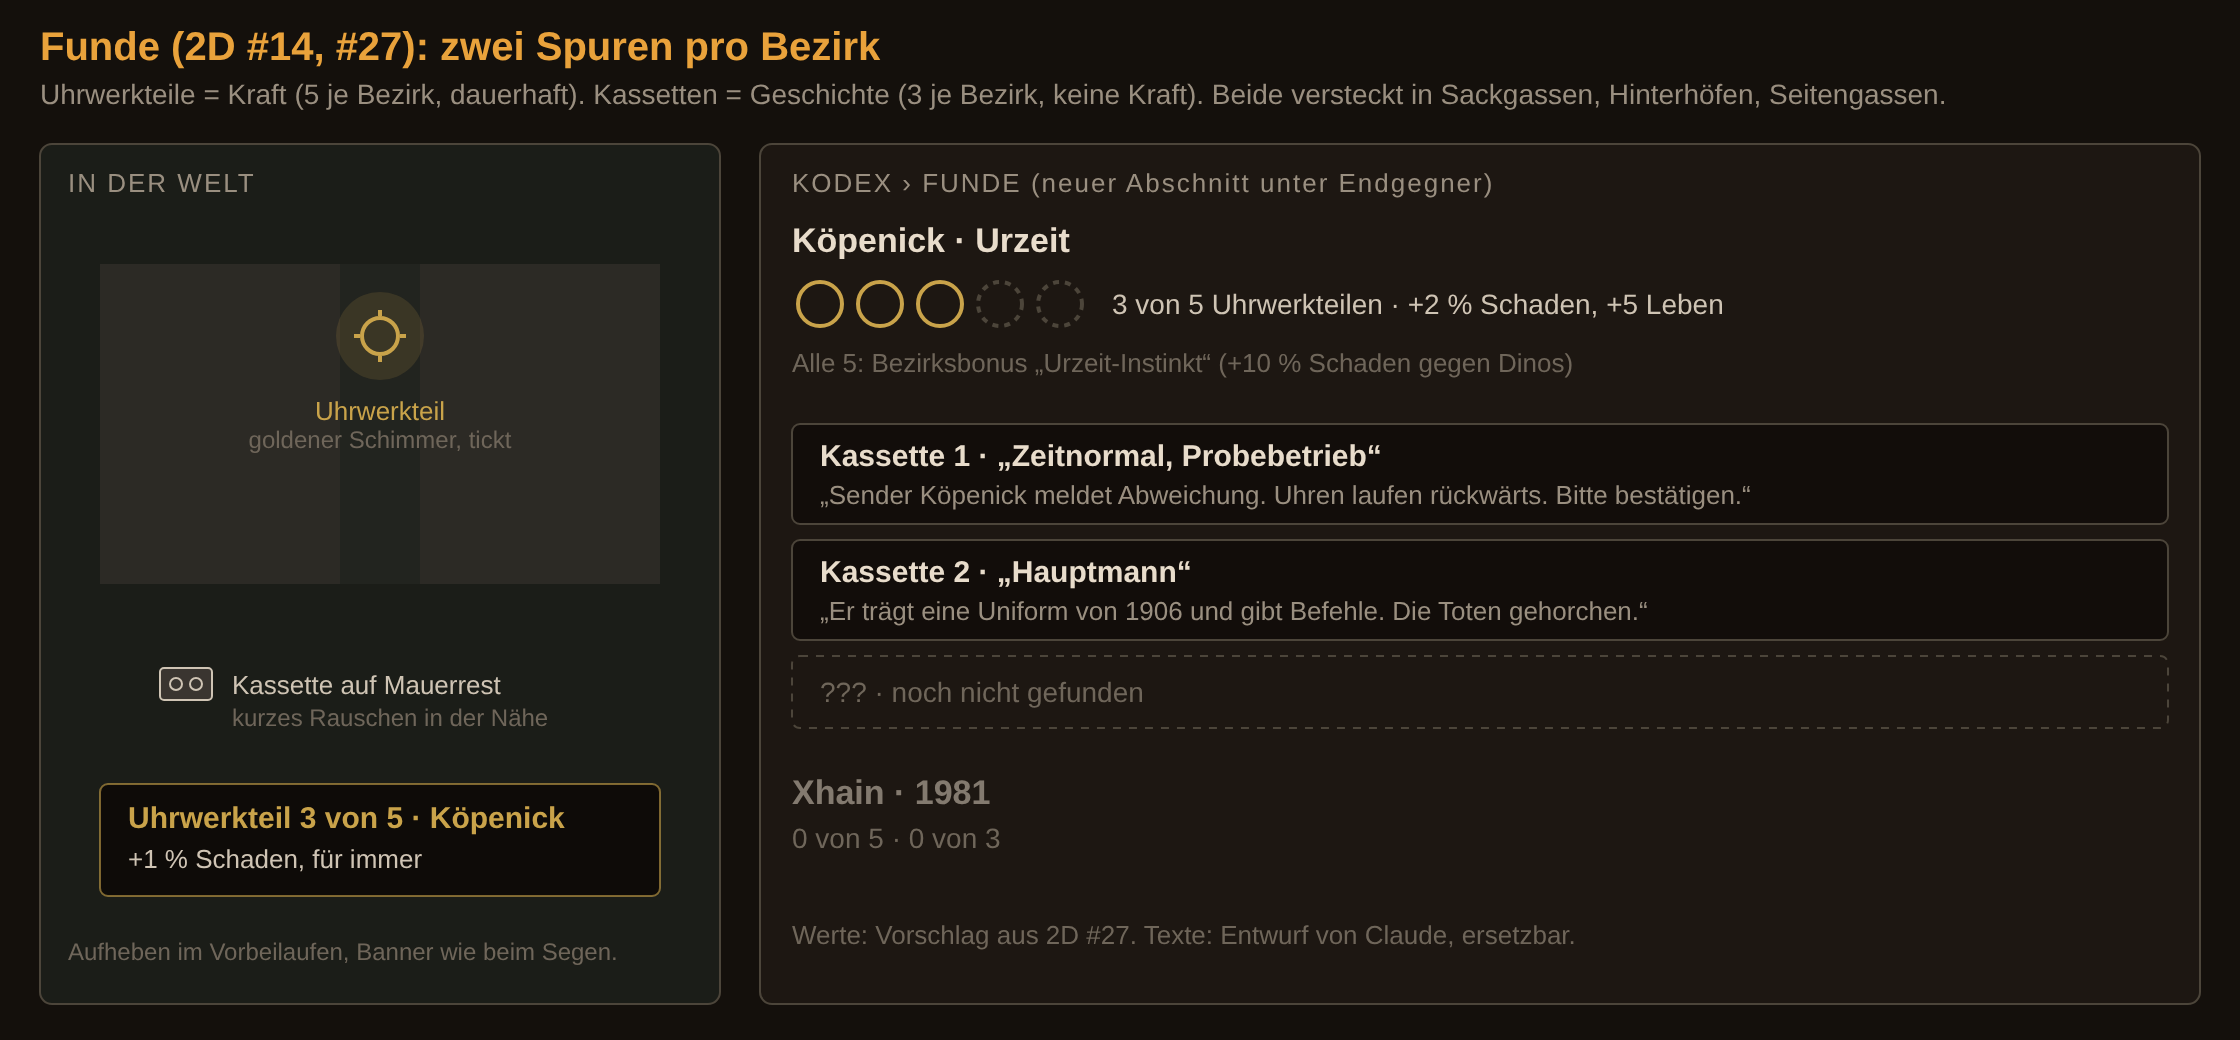 Funde (2D #14, #27): zwei Spuren pro Bezirk
Uhrwerkteile = Kraft (5 je Bezirk, dauerhaft). Kassetten = Geschichte (3 je Bezirk, keine Kraft). Beide versteckt in Sackgassen, Hinterhöfen, Seitengassen.
IN DER WELT
Uhrwerkteil
goldener Schimmer, tickt
Kassette auf Mauerrest
kurzes Rauschen in der Nähe
Uhrwerkteil 3 von 5 · Köpenick
+1 % Schaden, für immer
Aufheben im Vorbeilaufen, Banner wie beim Segen.
KODEX › FUNDE (neuer Abschnitt unter Endgegner)
Köpenick · Urzeit
3 von 5 Uhrwerkteilen · +2 % Schaden, +5 Leben
Alle 5: Bezirksbonus „Urzeit-Instinkt“ (+10 % Schaden gegen Dinos)
Kassette 1 · „Zeitnormal, Probebetrieb“
„Sender Köpenick meldet Abweichung. Uhren laufen rückwärts. Bitte bestätigen.“
Kassette 2 · „Hauptmann“
„Er trägt eine Uniform von 1906 und gibt Befehle. Die Toten gehorchen.“
??? · noch nicht gefunden
Xhain · 1981
0 von 5 · 0 von 3
Werte: Vorschlag aus 2D #27. Texte: Entwurf von Claude, ersetzbar.